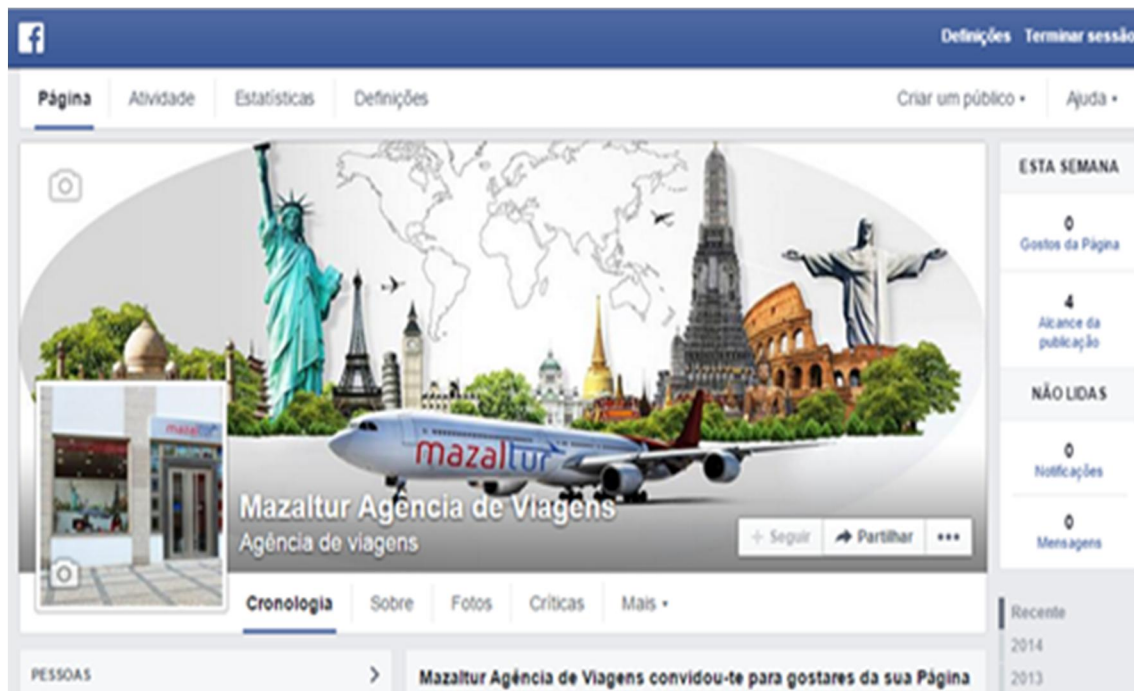 f
Definições Terminar sessão
Página Atividade Estatísticas Definições Criar um público Ajuda
ESTA SEMANA
0
Gostos da Página
4
Alcance da
publicação
NÃO LIDAS
0
Notificações
0
Mensagens
mazaltur
mazaltur
Mazaltur Agência de Viagens
Agência de viagens
+ Seguir Partilhar •••
Cronologia Sobre Fotos Críticas Mais
Recente
2014
2013
PESSOAS >
Mazaltur Agência de Viagens convidou-te para gostares da sua Página